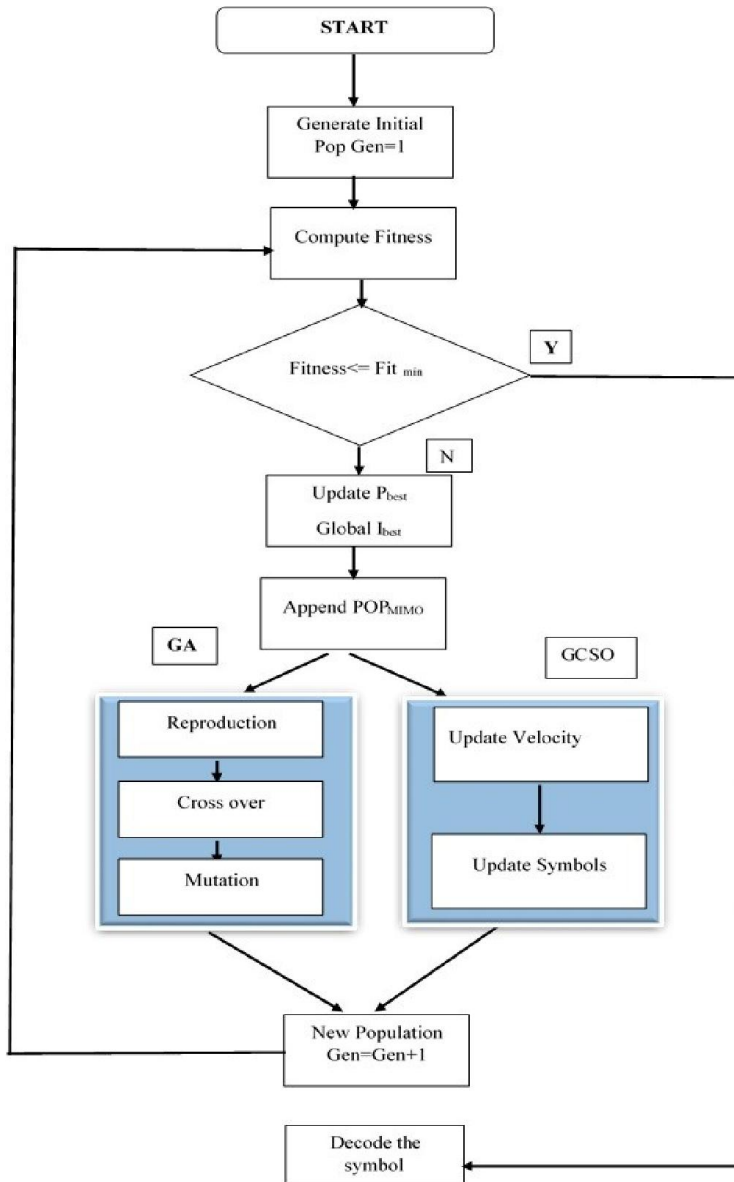 START
Generate Initial
Pop Gen=1
Compute Fitness
Fitness<= Fit min
Y
N
Update Pbest
Global Ibest
Append POPMIMO
GA
GCSO
Reproduction
Cross over
Mutation
Update Velocity
Update Symbols
New Population
Gen=Gen+1
Decode the
symbol